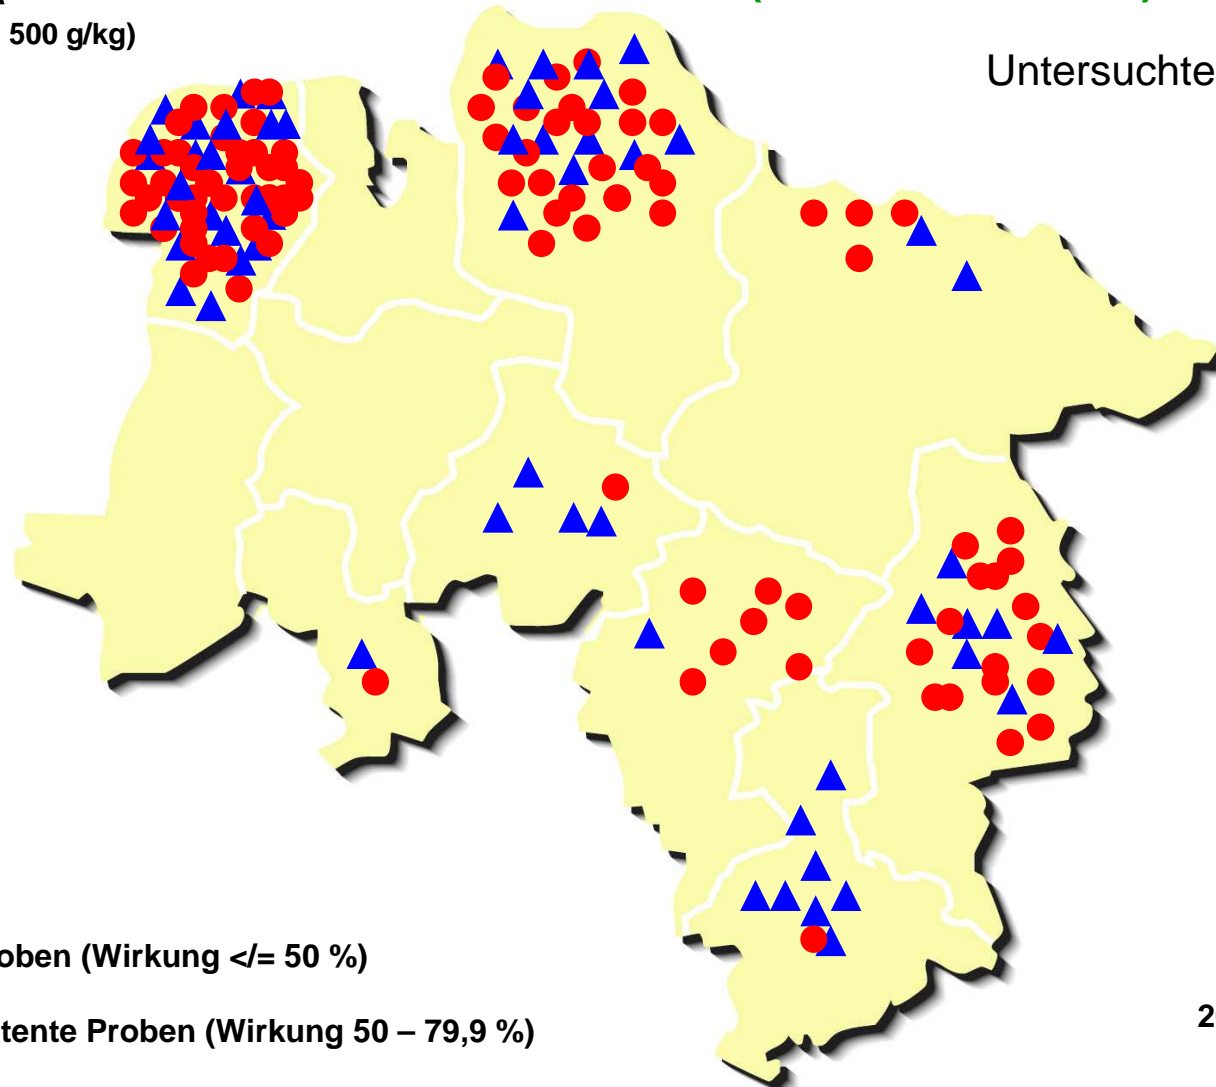 500 g/kg)
Untersuchte
oben (Wirkung </= 50 %)
tente Proben (Wirkung 50 – 79,9 %)
2